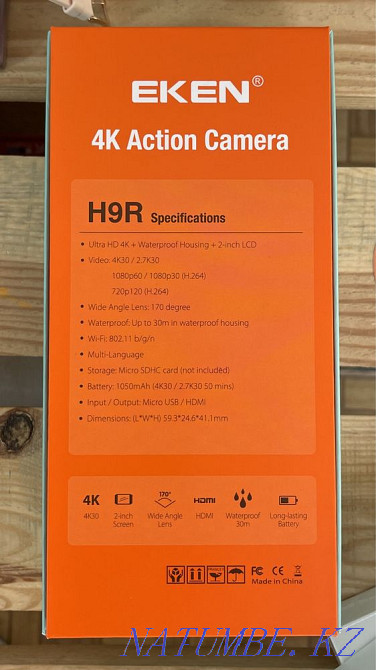 EKEN®
4K Action Camera
H9R Specifications
• Ultra HD 4K + Waterproof Housing + 2-inch LCD
• Video: 4K30 / 2.7K30
1080p60 / 1080p30 (H.264)
720p120 (H.264)
• Wide Angle Lens: 170 degree
• Waterproof: Up to 30m in waterproof housing
• Wi-Fi: 802.11 b/g/n
• Multi-Language
• Storage: Micro SDHC card (not included)
• Battery: 1050mAh (4K30 / 2.7K30 50 mins)
• Input / Output: Micro USB / HDMI
• Dimensions: (L*W*H) 59.3*24.6*41.1mm
4K 170° HDMI
4K30 2-inch Screen Wide Angle Lens HDMI Waterproof 30m Long-lasting Battery
FC CE
Made in China
NATUMBE. KZ